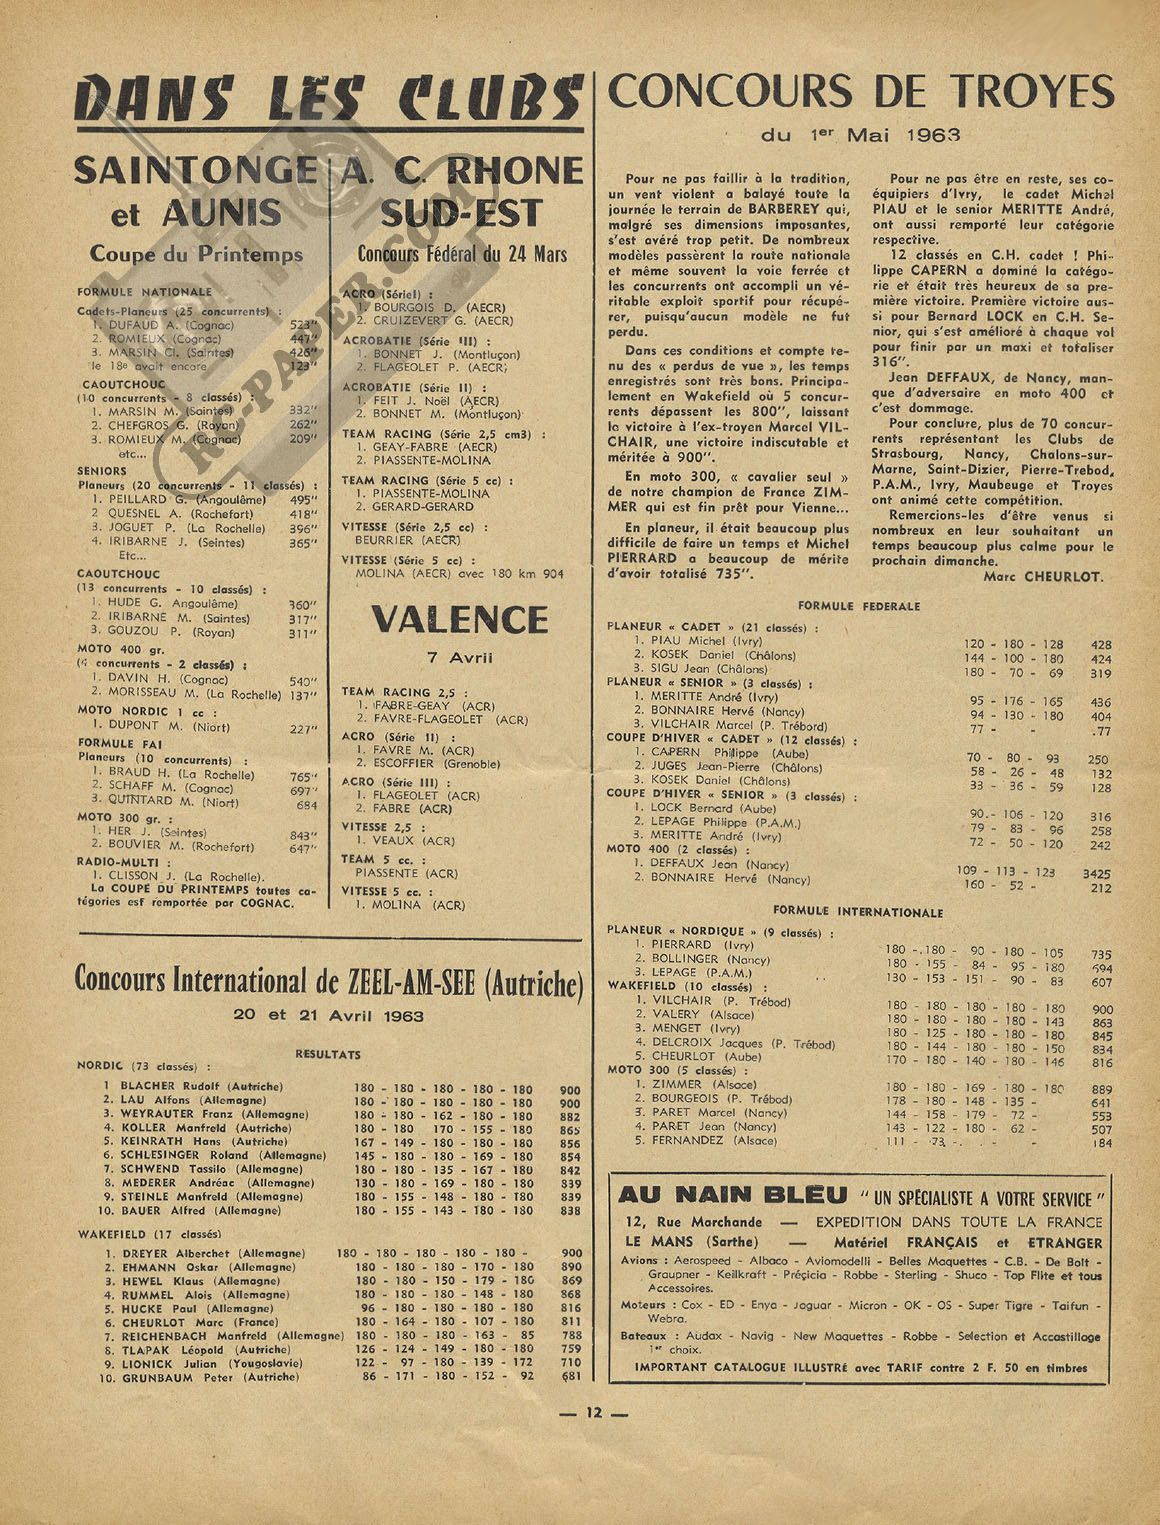 DANS LES CLUBS
SAINTONGE
et AUNIS
Coupe du Printemps
FORMULE NATIONALE
Cadets-Planeurs (25 concurrents) :
1. DUFAUD A. (Cognac) 523"
2. ROMIEUX (Cognac) 447"
3. MARSIN Cl. (Saintes) 426"
le 18e avait encore 123"
CAOUTCHOUC
(10 concurrents - 8 classés) :
1. MARSIN M. (Saintes) 332"
2. CHEFGROS G. (Royan) 262"
3. ROMIEUX M. (Cognac) 209"
etc...
SENIORS
Planeurs (20 concurrents - 11 classés) :
1. PEILLARD G. (Angoulême) 495"
2 QUESNEL A. (Rochefort) 418"
3. JOGUET P. (La Rochelle) 396"
4. IRIBARNE J. (Seintes) 365"
Etc...
CAOUTCHOUC
(13 concurrents - 10 classés) :
1. HUDE G. Angoulême) 360"
2. IRIBARNE M. (Saintes) 317"
3. GOUZOU P. (Royan) 311"
MOTO 400 gr.
(4 concurrents - 2 classés) :
1. DAVIN H. (Cognac) 540"
2. MORISSEAU M. (La Rochelle) 137"
MOTO NORDIC 1 cc :
1. DUPONT M. (Niort) 227"
FORMULE FAI
Planeurs (10 concurrents) :
1. BRAUD H. (La Rochelle) 765"
2. SCHAFF M. (Cognac) 697"
3. QUINTARD M. (Niort) 684
MOTO 300 gr. :
1. HER J. (Seintes) 843"
2. BOUVIER M. (Rochefort) 647"
RADIO-MULTI :
1. CLISSON J. (La Rochelle).
La COUPE DU PRINTEMPS toutes ca-
tégories esf remportée par COGNAC.
A. C. RHONE
SUD-EST
Concours Fédéral du 24 Mars
ACRO (SérieI) :
1. BOURGOIS D. (AECR)
2. CRUIZEVERT G. (AECR)
ACROBATIE (Série III) :
1. BONNET J. (Montluçon)
2. FLAGEOLET P. (AECR)
ACROBATIE (Série II) :
1. FEIT J. Noël (AECR)
2. BONNET M. (Montluçon)
TEAM RACING (Série 2,5 cm3) :
1. GEAY-FABRE (AECR)
2. PIASSENTE-MOLINA
TEAM RACING (Série 5 cc) :
1. PIASSENTE-MOLINA
2. GERARD-GERARD
VITESSE (Série 2,5 cc) :
BEURRIER (AECR)
VITESSE (Série 5 cc) :
MOLINA (AECR) avec 180 km 904
VALENCE
7 Avril
TEAM RACING 2,5 :
1. FABRE-GEAY (ACR)
2. FAVRE-FLAGEOLET (ACR)
ACRO (Série II) :
1. FAVRE M. (ACR)
2. ESCOFFIER (Grenoble)
ACRO (Série III) :
1. FLAGEOLET (ACR)
2. FABRE (ACR)
VITESSE 2,5 :
1. VEAUX (ACR)
TEAM 5 cc. :
PIASSENTE (ACR)
VITESSE 5 cc. :
1. MOLINA (ACR)
RC-PAPER.COM
Concours International de ZEEL-AM-SEE (Autriche)
20 et 21 Avril 1963
RESULTATS
NORDIC (73 classés) :
1 BLACHER Rudolf (Autriche) 180 - 180 - 180 - 180 - 180 900
2. LAU Alfons (Allemagne) 180 - 180 - 180 - 180 - 180 900
3. WEYRAUTER Franz (Allemagne) 180 - 180 - 162 - 180 - 180 882
4. KOLLER Manfreld (Autriche) 180 - 180 170 - 155 - 180 865
5. KEINRATH Hans (Autriche) 167 - 149 - 180 - 180 - 180 856
6. SCHLESINGER Roland (Allemagne) 145 - 180 - 180 - 169 - 180 854
7. SCHWEND Tassilo (Allemagne) 180 - 180 - 135 - 167 - 180 842
8. MEDERER Andréac (Allemagne) 130 - 180 - 169 - 180 - 180 839
9. STEINLE Manfreld (Allemagne) 180 - 155 - 148 - 180 - 180 839
10. BAUER Alfred (Allemagne) 180 - 155 - 143 - 180 - 180 838
WAKEFIELD (17 classés)
1. DREYER Alberchet (Allemagne) 180 - 180 - 180 - 180 - 180 - 900
2. EHMANN Oskar (Allemagne) 180 - 180 - 180 - 170 - 180 890
3. HEWEL Klaus (Allemagne) 180 - 180 - 150 - 179 - 180 869
4. RUMMEL Alois (Allemagne) 180 - 180 - 180 - 148 - 180 868
5. HUCKE Paul (Allemagne) 96 - 180 - 180 - 180 - 180 816
6. CHEURLOT Marc (France) 180 - 164 - 180 - 107 - 180 811
7. REICHENBACH Manfreld (Allemagne) 180 - 180 - 180 - 163 - 85 788
8. TLAPAK Léopold (Autriche) 126 - 124 - 149 - 180 - 180 759
9. LIONICK Julian (Yougoslavie) 122 - 97 - 180 - 139 - 172 710
10. GRUNBAUM Peter (Autriche) 86 - 171 - 180 - 152 - 92 681
CONCOURS DE TROYES
du 1er Mai 1963
Pour ne pas faillir à la tradition,
un vent violent a balayé toute la
journée le terrain de BARBEREY qui,
malgré ses dimensions imposantes,
s'est avéré trop petit. De nombreux
modèles passèrent la route nationale
et même souvent la voie ferrée et
les concurrents ont accompli un vé-
ritable exploit sportif pour récupé-
rer, puisqu'aucun modèle ne fut
perdu.
Dans ces conditions et compte te-
nu des « perdus de vue », les temps
enregistrés sont très bons. Principa-
lement en Wakefield où 5 concur-
rents dépassent les 800", laissant
la victoire à l'ex-troyen Marcel VIL-
CHAIR, une victoire indiscutable et
méritée à 900".
En moto 300, « cavalier seul »
de notre champion de France ZIM-
MER qui est fin prêt pour Vienne...
En planeur, il était beaucoup plus
difficile de faire un temps et Michel
PIERRARD a beaucoup de mérite
d'avoir totalisé 735".
Pour ne pas être en reste, ses co-
équipiers d'Ivry, le cadet Michel
PIAU et le senior MERITTE André,
ont aussi remporté leur catégorie
respective.
12 classés en C.H. cadet ! Phi-
lippe CAPERN a dominé la catégo-
rie et était très heureux de sa pre-
mière victoire. Première victoire aus-
si pour Bernard LOCK en C.H. Se-
nior, qui s'est amélioré à chaque vol
pour finir par un maxi et totaliser
316".
Jean DEFFAUX, de Nancy, man-
que d'adversaire en moto 400 et
c'est dommage.
Pour conclure, plus de 70 concur-
rents représentant les Clubs de
Strasbourg, Nancy, Chalons-sur-
Marne, Saint-Dizier, Pierre-Trebod,
P.A.M., Ivry, Maubeuge et Troyes
ont animé cette compétition.
Remercions-les d'être venus si
nombreux en leur souhaitant un
temps beaucoup plus calme pour le
prochain dimanche.
Marc CHEURLOT.
FORMULE FEDERALE
PLANEUR « CADET » (21 classés) :
1. PIAU Michel (Ivry) 120 - 180 - 128 428
2. KOSEK Daniel (Châlons) 144 - 100 - 180 424
3. SIGU Jean (Châlons) 180 - 70 - 69 319
PLANEUR « SENIOR » (3 classés) :
1. MERITTE André (Ivry) 95 - 176 - 165 436
2. BONNAIRE Hervé (Nancy) 94 - 130 - 180 404
3. VILCHAIR Marcel (P. Trébord) 77 - - .77
COUPE D'HIVER « CADET » (12 classés) :
1. CAPERN Philippe (Aube) 70 - 80 - 93 250
2. JUGES Jean-Pierre (Châlons) 58 - 26 - 48 132
3. KOSEK Daniel (Châlons) 33 - 36 - 59 128
COUPE D'HIVER « SENIOR » (3 classés) :
1. LOCK Bernard (Aube) 90.- 106 - 120 316
2. LEPAGE Philippe (P.A.M.) 79 - 83 - 96 258
3. MERITTE André (Ivry) 72 - 50 - 120 242
MOTO 400 (2 classés) :
1. DEFFAUX Jean (Nancy) 109 - 113 - 123 3425
2. BONNAIRE Hervé (Nancy) 160 - 52 - 212
FORMULE INTERNATIONALE
PLANEUR « NORDIQUE » (9 classés) :
1. PIERRARD (Ivry) 180 - 180 - 90 - 180 - 105 735
2. BOLLINGER (Nancy) 180 - 155 - 84 - 95 - 180 694
3. LEPAGE (P.A.M.) 130 - 153 - 151 - 90 - 83 607
WAKEFIELD (10 classés) :
1. VILCHAIR (P. Trébod) 180 - 180 - 180 - 180 - 180 900
2. VALERY (Alsace) 180 - 180 - 180 - 180 - 143 863
3. MENGET (Ivry) 180 - 125 - 180 - 180 - 180 845
4. DELCROIX Jacques (P. Trébod) 180 - 144 - 180 - 180 - 150 834
5. CHEURLOT (Aube) 170 - 180 - 140 - 180 - 146 816
MOTO 300 (5 classés) :
1. ZIMMER (Alsace) 180 - 180 - 169 - 180 - 180 889
2. BOURGEOIS (P. Trébod) 178 - 180 - 148 - 135 - 641
3. PARET Marcel (Nancy) 144 - 158 - 179 - 72 - 553
4. PARET Jean (Nancy) 143 - 122 - 180 - 62 - 507
5. FERNANDEZ (Alsace) 111 - 73 - - - 184
AU NAIN BLEU " UN SPÉCIALISTE A VOTRE SERVICE "
12, Rue Marchande — EXPEDITION DANS TOUTE LA FRANCE
LE MANS (Sarthe) — Matériel FRANÇAIS et ETRANGER
Avions : Aerospeed - Albaco - Aviomodelli - Belles Maquettes - C.B. - De Bolt -
Graupner - Keilkraft - Préçicia - Robbe - Sterling - Shuco - Top Flite et tous
Accessoires.
Moteurs : Cox - ED - Enya - Jaguar - Micron - OK - OS - Super Tigre - Taifun -
Webra.
Bateaux : Audax - Navig - New Maquettes - Robbe - Selection et Accastillage
1er choix.
IMPORTANT CATALOGUE ILLUSTRÉ avec TARIF contre 2 F. 50 en timbres
— 12 —